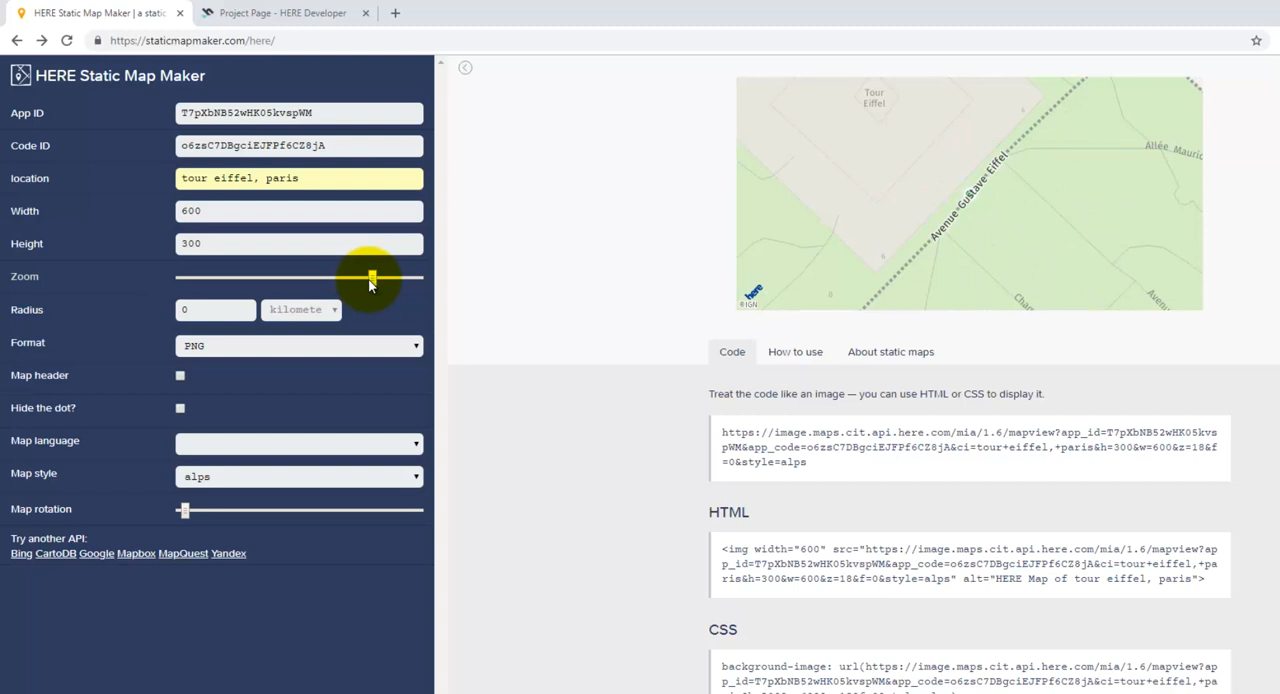 HERE Static Map Maker | a static
Project Page - HERE Developer
https://staticmapmaker.com/here/
HERE Static Map Maker
App ID
T7pXbNB52wHK05kvspWM
Code ID
o6zsC7DBgciEJFPf6CZ8jA
location
tour eiffel, paris
Width
600
Height
300
Zoom
Radius
0
kilomete
Format
PNG
Map header
Hide the dot?
Map language
Map style
alps
Map rotation
Try another API:
Bing CartoDB Google Mapbox MapQuest Yandex
Tour
Eiffel
Allée Mauric
Avenue Gustave Eiffel
6
6
8
Cha
Avenu
here
© IGN
Code
How to use
About static maps
Treat the code like an image — you can use HTML or CSS to display it.
https://image.maps.cit.api.here.com/mia/1.6/mapview?app_id=T7pXbNB52wHK05kvs
pWM&app_code=o6zsC7DBgciEJFPf6CZ8jA&ci=tour+eiffel,+paris&h=300&w=600&z=18&f
=0&style=alps
HTML
<img width="600" src="https://image.maps.cit.api.here.com/mia/1.6/mapview?ap
p_id=T7pXbNB52wHK05kvspWM&app_code=o6zsC7DBgciEJFPf6CZ8jA&ci=tour+eiffel,+pa
ris&h=300&w=600&z=18&f=0&style=alps" alt="HERE Map of tour eiffel, paris">
CSS
background-image: url(https://image.maps.cit.api.here.com/mia/1.6/mapview?ap
p_id=T7pXbNB52wHK05kvspWM&app_code=o6zsC7DBgciEJFPf6CZ8jA&ci=tour+eiffel,+pa